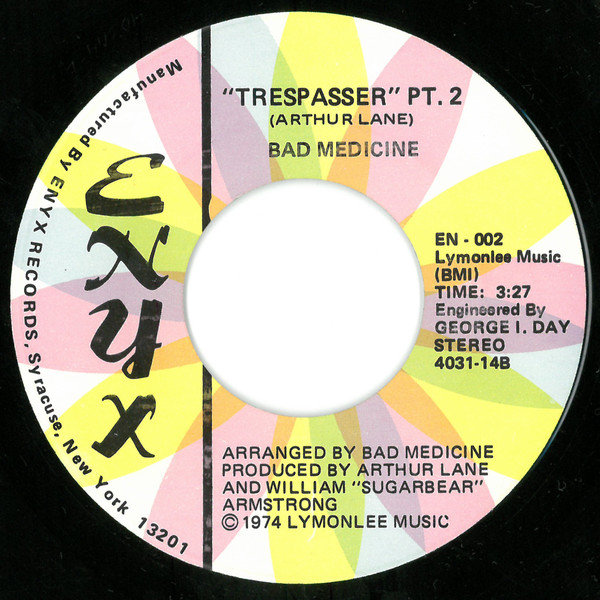 "TRESPASSER" PT. 2
(ARTHUR LANE)
BAD MEDICINE
Manufactured By ENYX RECORDS, Syracuse, New York 13201
Enyx
EN - 002
Lymonlee Music
(BMI)
TIME: 3:27
Engineered By
GEORGE I. DAY
STEREO
4031-14B
ARRANGED BY BAD MEDICINE
PRODUCED BY ARTHUR LANE
AND WILLIAM "SUGARBEAR"
ARMSTRONG
© 1974 LYMONLEE MUSIC